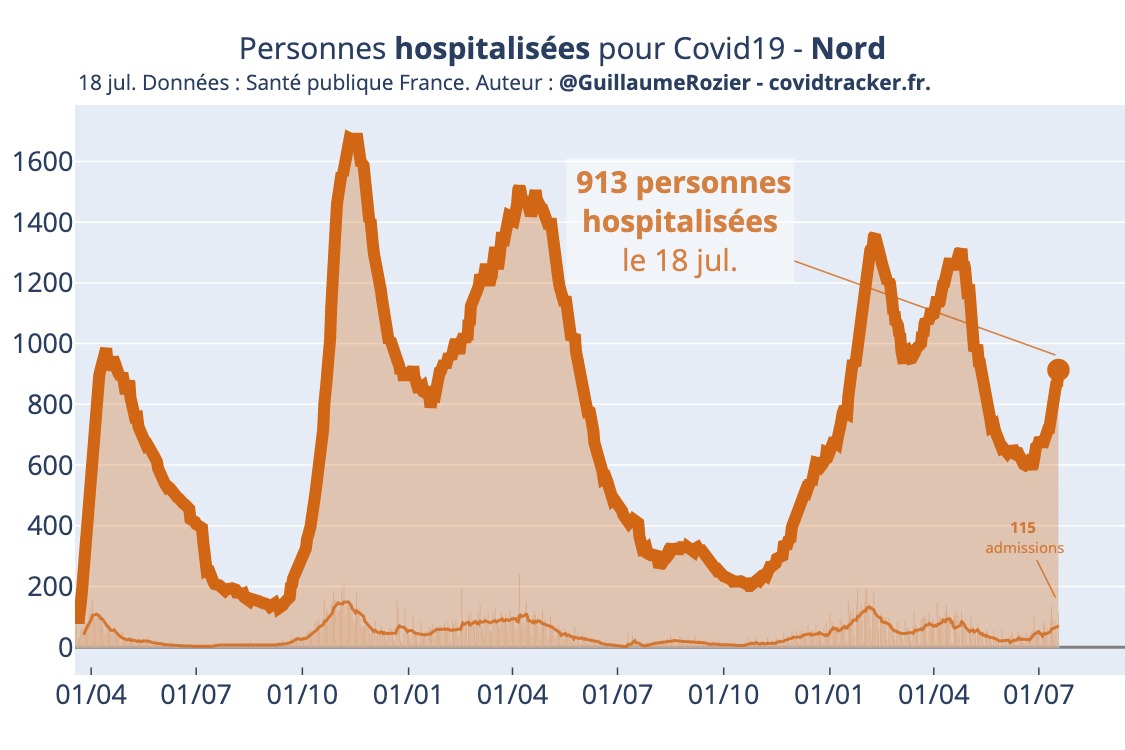 Personnes hospitalisées pour Covid19 - Nord
18 jul. Données : Santé publique France. Auteur : @GuillaumeRozier - covidtracker.fr.
1600
1400
1200
1000
800
600
400
200
0
913 personnes
hospitalisées
le 18 jul.
115
admissions
01/04 01/07 01/10 01/01 01/04 01/07 01/10 01/01 01/04 01/07